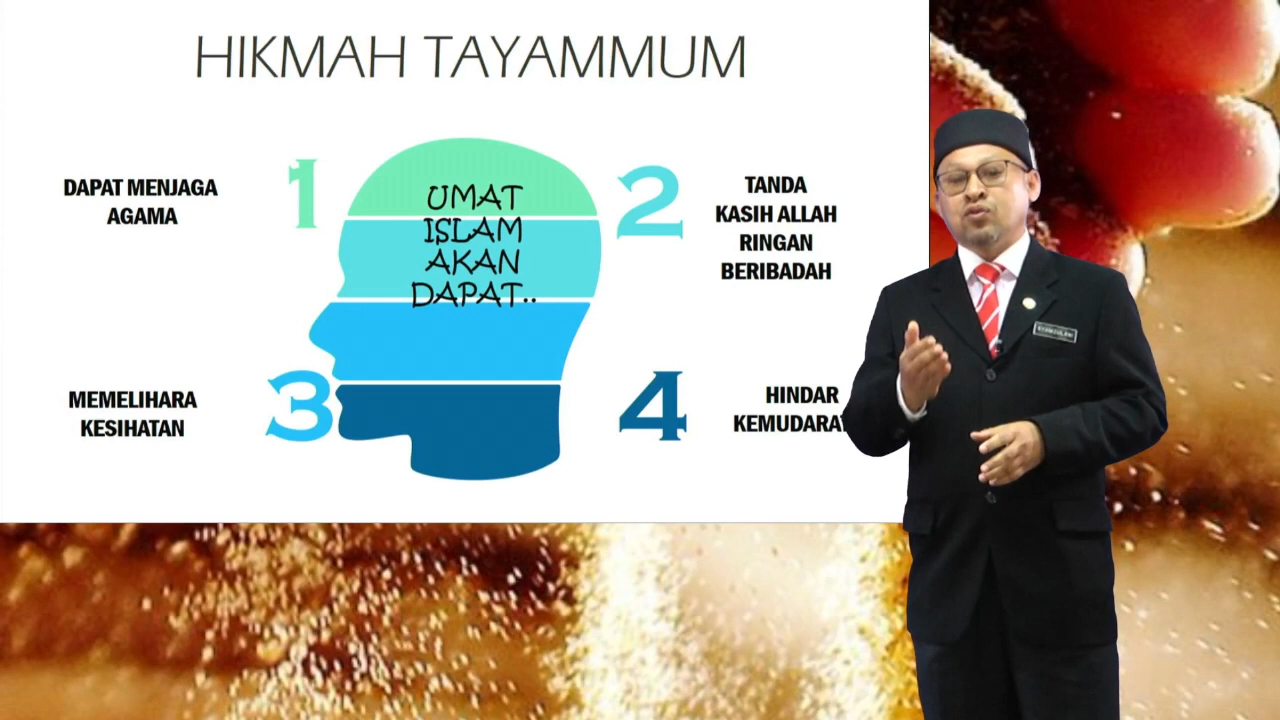 HIKMAH TAYAMMUM
DAPAT MENJAGA
AGAMA
1
UMAT
ISLAM
AKAN
DAPAT..
2
TANDA
KASIH ALLAH
RINGAN
BERIBADAH
MEMELIHARA
KESIHATAN
3
4
HINDAR